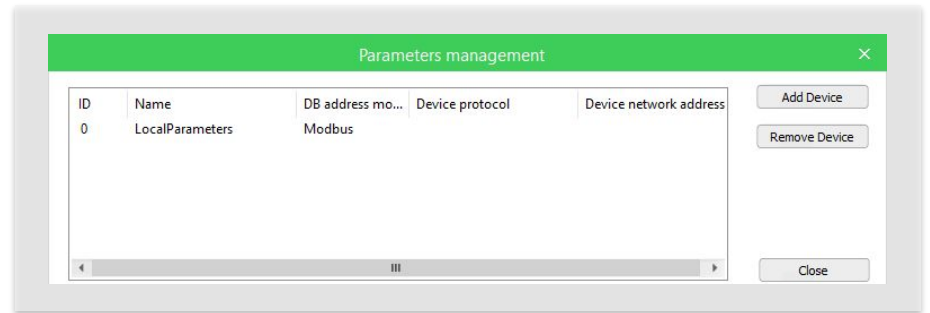 Parameters management
ID Name DB address mo... Device protocol Device network address
0 LocalParameters Modbus
Add Device
Remove Device
Close